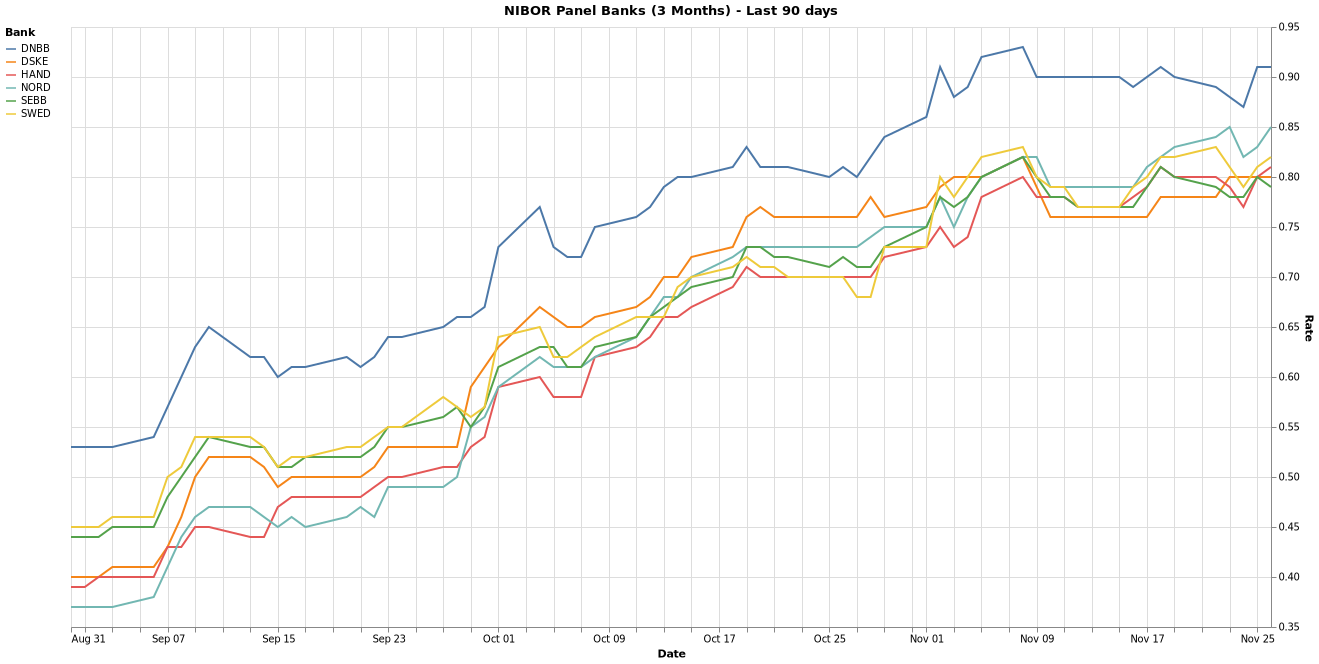 NIBOR Panel Banks (3 Months) - Last 90 days
Bank
DNBB
DSKE
HAND
NORD
SEBB
SWED
0.95
0.90
0.85
0.80
0.75
0.70
0.65
0.60
0.55
0.50
0.45
0.40
0.35
Rate
Aug 31 Sep 07 Sep 15 Sep 23 Oct 01 Oct 09 Oct 17 Oct 25 Nov 01 Nov 09 Nov 17 Nov 25
Date